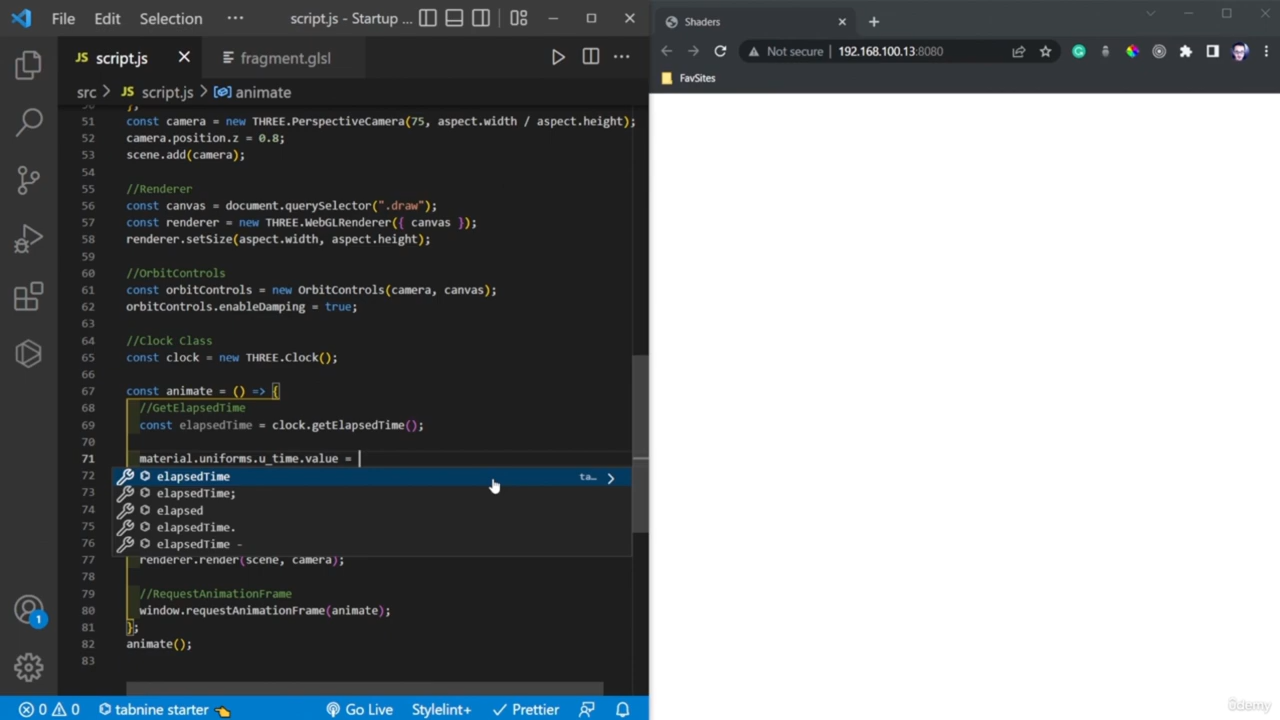 File Edit Selection ··· script.js - Startup ...
JS script.js
fragment.glsl
src > JS script.js > animate
50 };
51 const camera = new THREE.PerspectiveCamera(75, aspect.width / aspect.height);
52 camera.position.z = 0.8;
53 scene.add(camera);
54
55 //Renderer
56 const canvas = document.querySelector(".draw");
57 const renderer = new THREE.WebGLRenderer({ canvas });
58 renderer.setSize(aspect.width, aspect.height);
59
60 //OrbitControls
61 const orbitControls = new OrbitControls(camera, canvas);
62 orbitControls.enableDamping = true;
63
64 //Clock Class
65 const clock = new THREE.Clock();
66
67 const animate = () => {
68 //GetElapsedTime
69 const elapsedTime = clock.getElapsedTime();
70
71 material.uniforms.u_time.value =
72 elapsedTime ta...
73 elapsedTime;
74 elapsed
75 elapsedTime.
76 elapsedTime -
77 renderer.render(scene, camera);
78
79 //RequestAnimationFrame
80 window.requestAnimationFrame(animate);
81 };
82 animate();
83
1
0 0 tabnine starter Go Live Stylelint+ Prettier
Shaders
Not secure 192.168.100.13:8080
FavSites
ûdemy